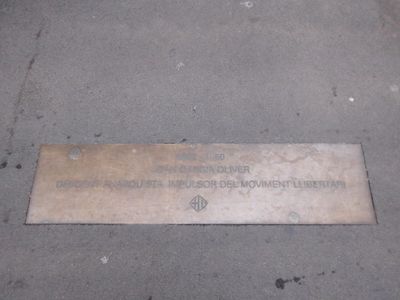 JOAN GARCIA OLIVER
DIRIGENT ANARQUISTA, IMPULSOR DEL MOVIMENT LLIBERTARI